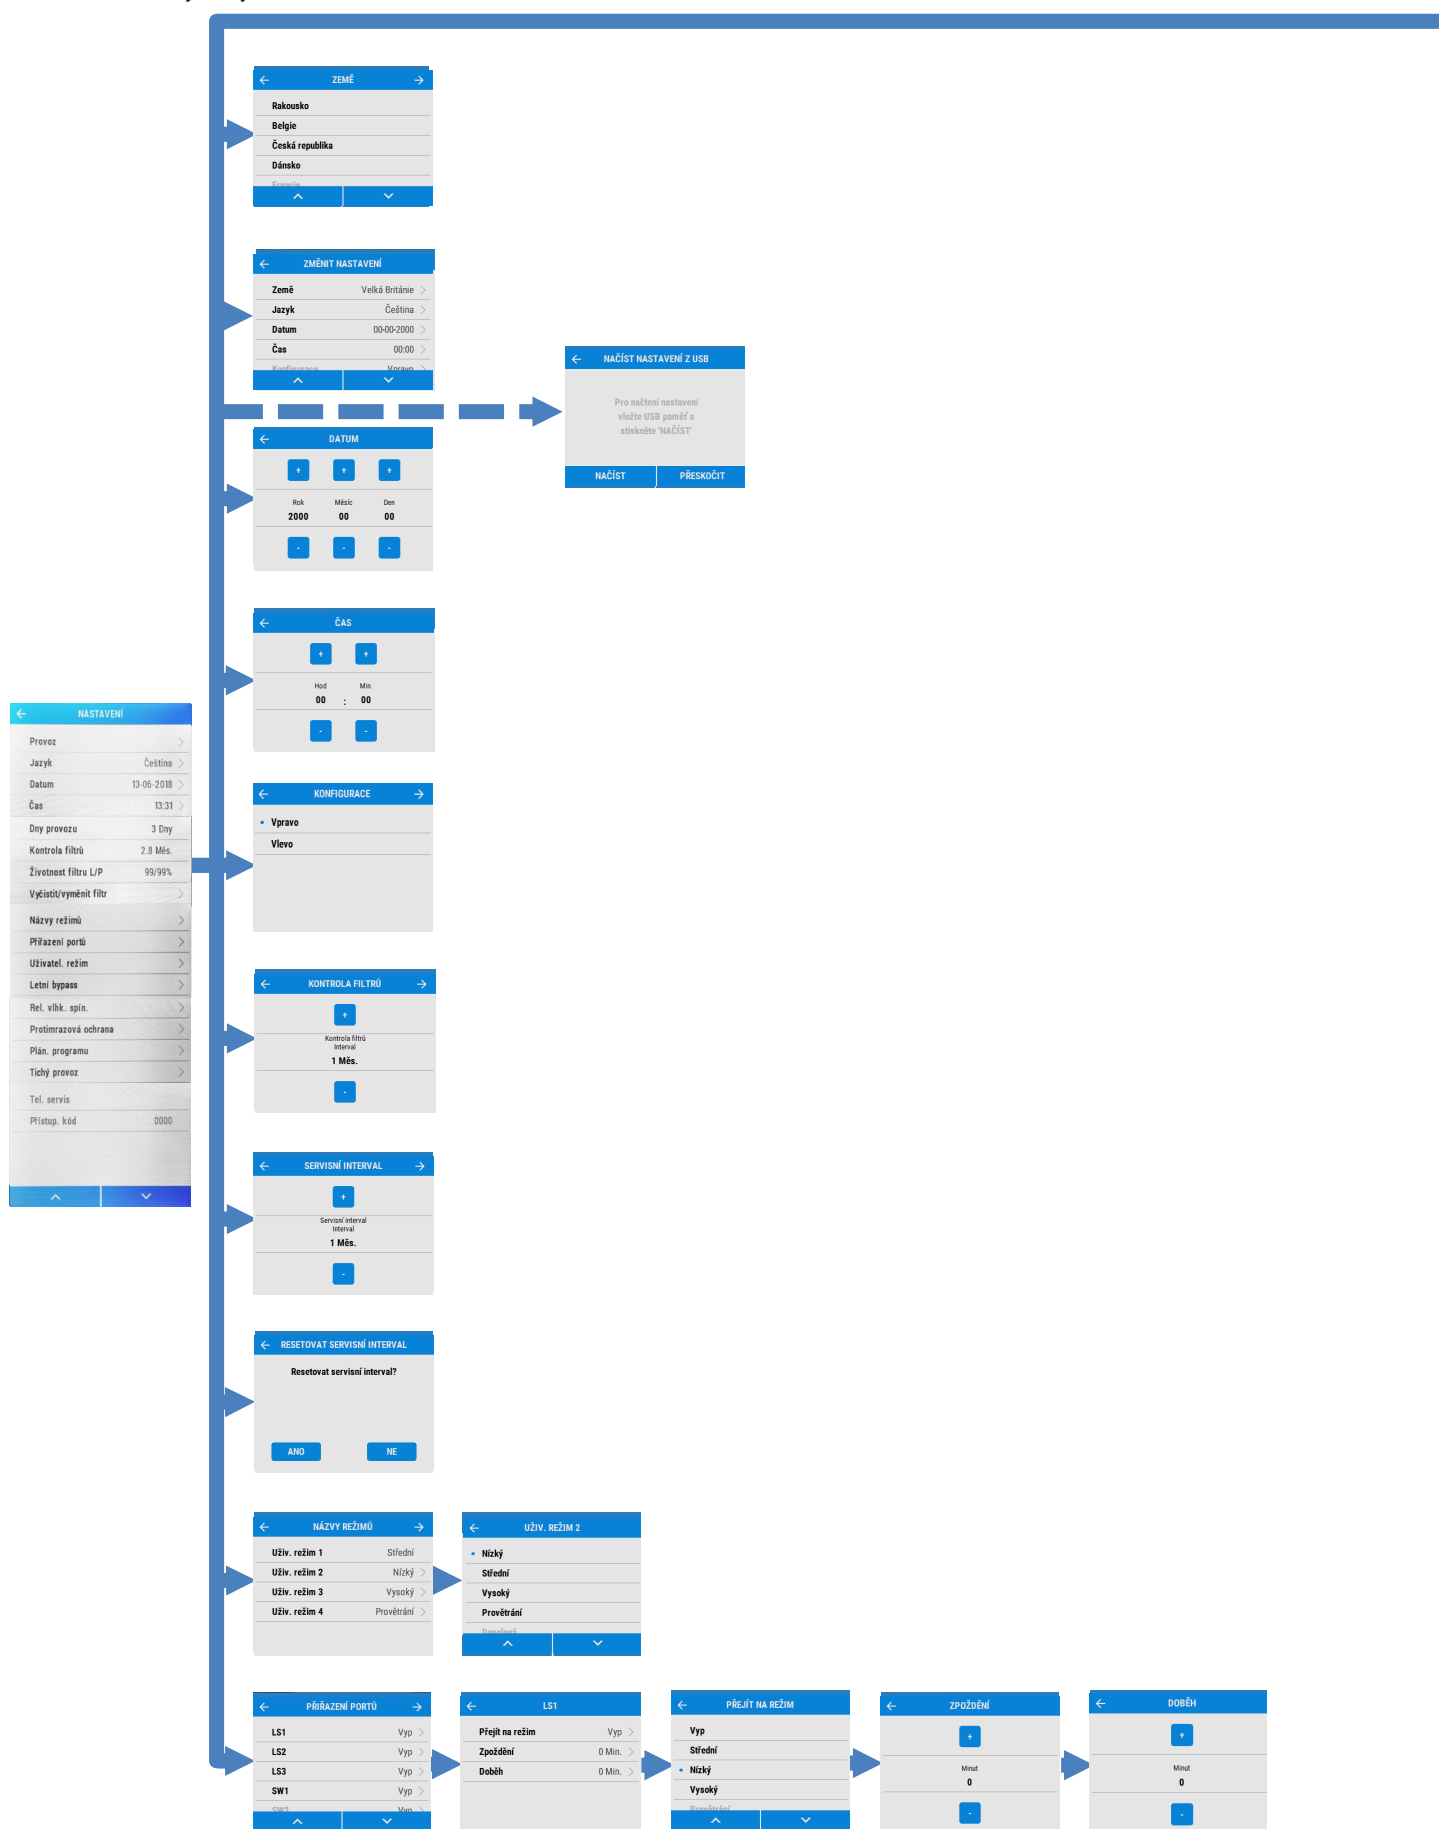 ZEMĚ
Rakousko
Belgie
Česká republika
Dánsko
Francie
ZMĚNIT NASTAVENÍ
Země Velká Británie
Jazyk Čeština
Datum 00-00-2000
Čas 00:00
Konfigurace Vpravo
NAČÍST NASTAVENÍ Z USB
Pro načtení nastavení
vložte USB paměť a
stiskněte 'NAČÍST'
NAČÍST PŘESKOČIT
DATUM
+ + +
Rok Měsíc Den
2000 00 00
- - -
ČAS
+ +
Hod Min.
00 : 00
- -
NASTAVENÍ
Provoz
Jazyk Čeština
Datum 13-06-2018
Čas 13:31
Dny provozu 3 Dny
Kontrola filtrů 2.8 Měs.
Životnost filtru L/P 99/99%
Vyčistit/vyměnit filtr
Názvy režimů
Přiřazení portů
Uživatel. režim
Letní bypass
Rel. vlhk. spín.
Protimrazová ochrana
Plán. programu
Tichý provoz
Tel. servis
Přístup. kód 0000
KONFIGURACE
Vpravo
Vlevo
KONTROLA FILTRŮ
+
Kontrola filtrů
Interval
1 Měs.
-
SERVISNÍ INTERVAL
+
Servisní interval
Interval
1 Měs.
-
RESETOVAT SERVISNÍ INTERVAL
Resetovat servisní interval?
ANO NE
NÁZVY REŽIMŮ
Uživ. režim 1 Střední
Uživ. režim 2 Nízký
Uživ. režim 3 Vysoký
Uživ. režim 4 Provětrání
UŽIV. REŽIM 2
Nízký
Střední
Vysoký
Provětrání
Dovolená
PŘIŘAZENÍ PORTŮ
LS1 Vyp
LS2 Vyp
LS3 Vyp
SW1 Vyp
SW2 Vyp
LS1
Přejít na režim Vyp
Zpoždění 0 Min.
Doběh 0 Min.
PŘEJÍT NA REŽIM
Vyp
Střední
Nízký
Vysoký
Provětrání
ZPOŽDĚNÍ
+
Minut
0
-
DOBĚH
+
Minut
0
-